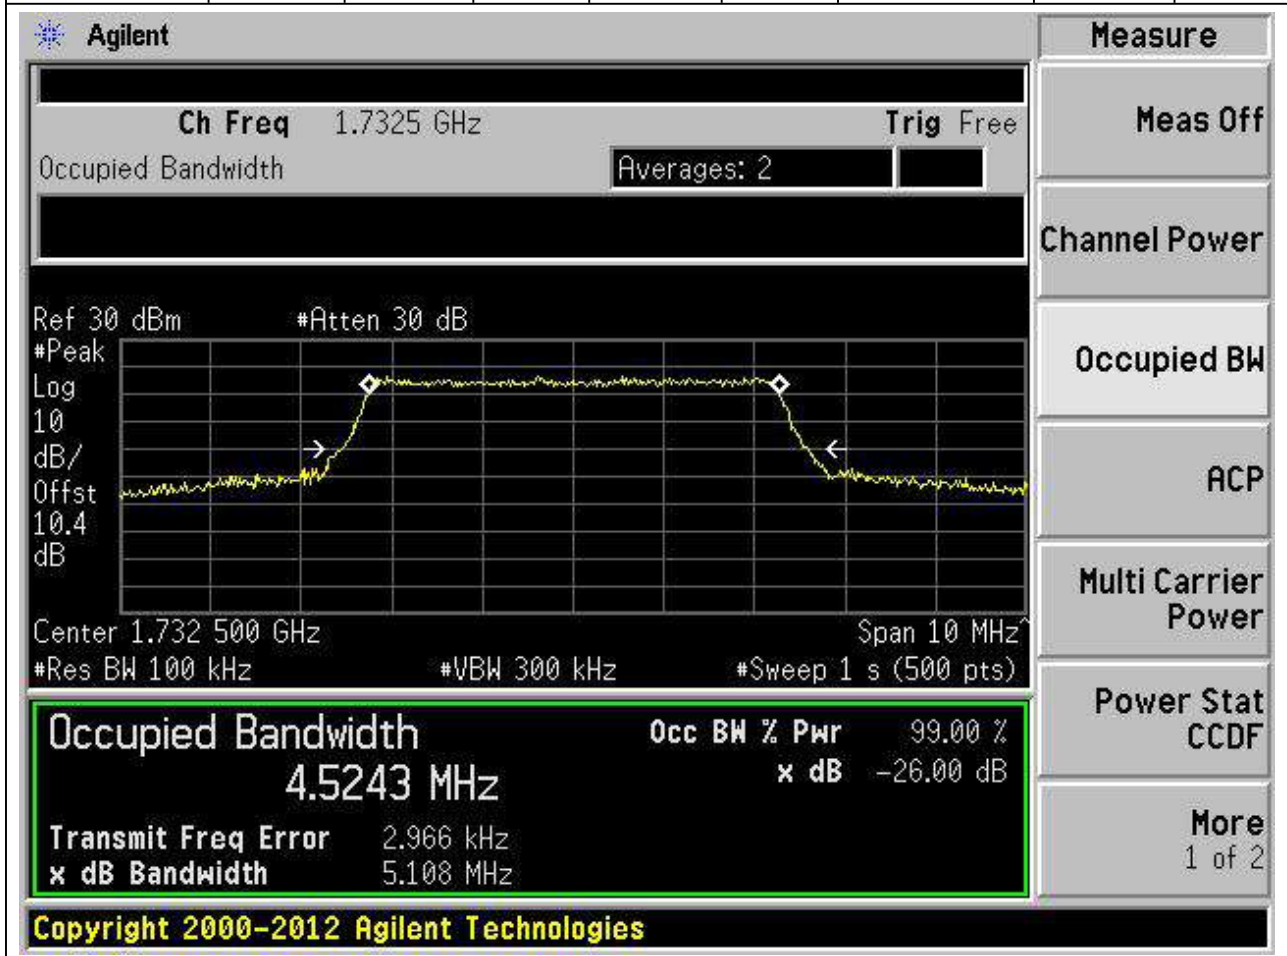 Agilent
Measure
Ch Freq 1.7325 GHz Trig Free
Meas Off
Occupied Bandwidth Averages: 2
Channel Power
Ref 30 dBm #Atten 30 dB
#Peak
Log
10
dB/
Offst
10.4
dB
Occupied BW
ACP
Multi Carrier
Power
Center 1.732 500 GHz Span 10 MHz^
#Res BW 100 kHz #VBW 300 kHz #Sweep 1 s (500 pts)
Power Stat
CCDF
Occupied Bandwidth Occ BW % Pwr 99.00 %
4.5243 MHz x dB -26.00 dB
Transmit Freq Error 2.966 kHz
x dB Bandwidth 5.108 MHz
More
1 of 2
Copyright 2000-2012 Agilent Technologies